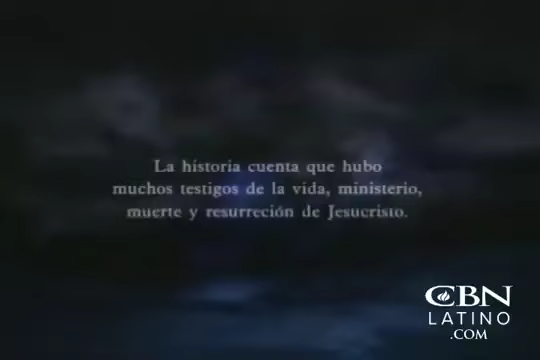 La historia cuenta que hubo
muchos testigos de la vida, ministerio,
muerte y resurreción de Jesucristo.
CBN
LATINO
.COM